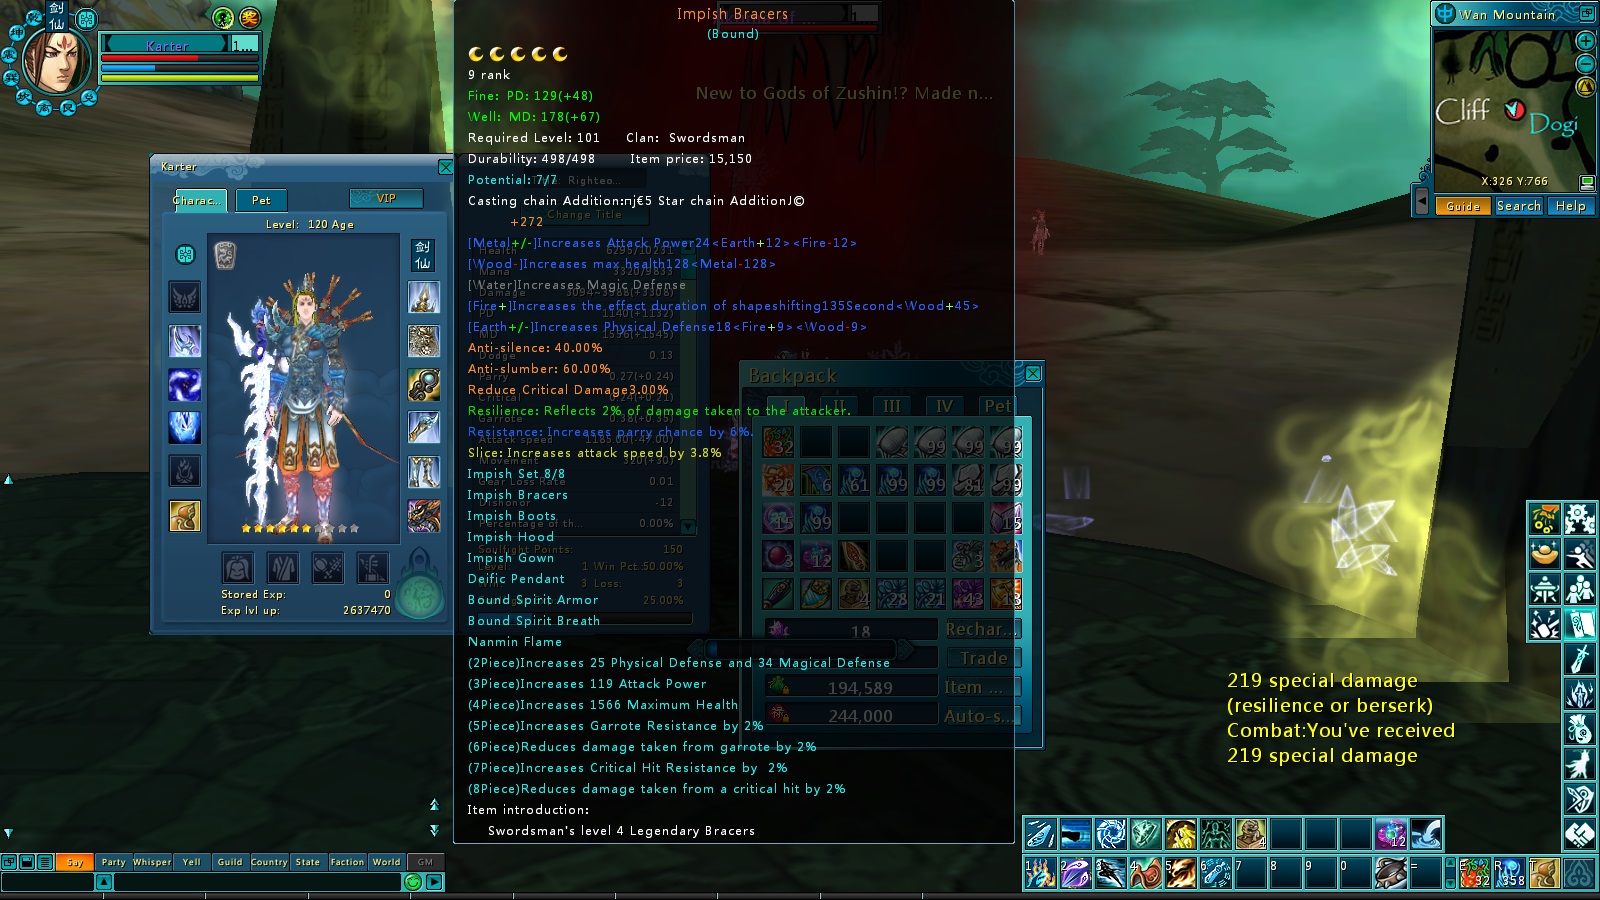 Impish Bracers
(Bound)
9 rank
Fine: PD: 129(+48)
Well: MD: 178(+67)
Required Level: 101 Clan: Swordsman
Durability: 498/498 Item price: 15,150
Potential: 7/7
+272
[Metal+/-]Increases Attack Power24<Earth+12><Fire-12>
[Wood-]Increases max health128<Metal-128>
[Water]Increases Magic Defense
[Fire+]Increases the effect duration of shapeshifting135Second<Wood+45>
[Earth+/-]Increases Physical Defense18<Fire+9><Wood-9>
Anti-silence: 40.00%
Anti-slumber: 60.00%
Reduce Critical Damage3.00%
Resilience: Reflects 2% of damage taken to the attacker.
Resistance: Increases parry chance by 6%.
Slice: Increases attack speed by 3.8%
Impish Set 8/8
Impish Bracers
Impish Boots
Impish Hood
Impish Gown
Deific Pendant
Bound Spirit Armor
Bound Spirit Breath
Nanmin Flame
(2Piece)Increases 25 Physical Defense and 34 Magical Defense
(3Piece)Increases 119 Attack Power
(4Piece)Increases 1566 Maximum Health
(5Piece)Increases Garrote Resistance by 2%
(6Piece)Reduces damage taken from garrote by 2%
(7Piece)Increases Critical Hit Resistance by 2%
(8Piece)Reduces damage taken from a critical hit by 2%
Item introduction:
Swordsman's level 4 Legendary Bracers
剑仙
Karter
1...
New to Gods of Zushin!? Made n...
Wan Mountain
Cliff
Dogi
X:326 Y:766
Guide Search Help
Karter
Charac... Pet VIP
Level: 120 Age
剑仙
Stored Exp: 0
Exp lvl up: 2637470
Change Title
Backpack
I II III IV Pet
18
Rechar...
Trade
194,589
Item ...
244,000
Auto-s...
219 special damage
(resilience or berserk)
Combat:You've received
219 special damage
Say Party Whisper Yell Guild Country State Faction World GM